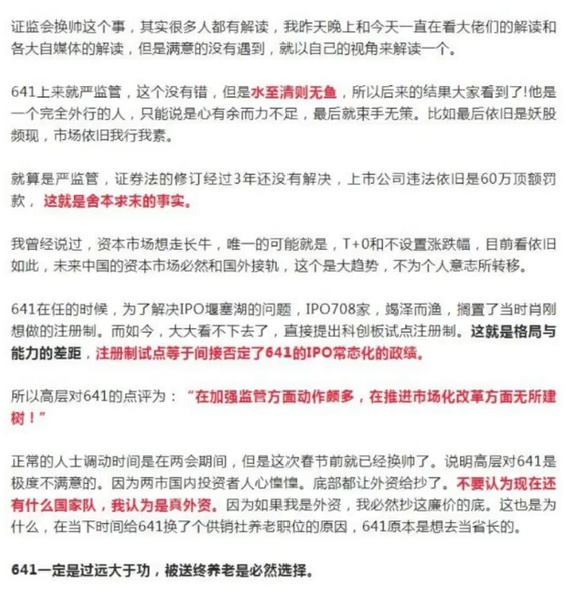 证监会换帅这个事，其实很多人都有解读，我昨天晚上和今天一直在看大佬们的解读和
各大自媒体的解读，但是满意的没有遇到，就以自己的视角来解读一个。
641上来就严监管，这个没有错，但是水至清则无鱼，所以后来的结果大家看到了!他是
一个完全外行的人，只能说是心有余而力不足，最后就束手无策。比如最后依旧是妖股
频现，市场依旧我行我素。
就算是严监管，证券法的修订经过3年还没有解决，上市公司违法依旧是60万顶额罚
款，这就是舍本求末的事实。
我曾经说过，资本市场想走长牛，唯一的可能就是，T+0和不设置涨跌幅，目前看依旧
如此，未来中国的资本市场必然和国外接轨，这个是大趋势，不为个人意志所转移。
641在任的时候，为了解决IPO堰塞湖的问题，IPO708家，竭泽而渔，搁置了当时肖刚
想做的注册制。而如今，大大看不下去了，直接提出科创板试点注册制。这就是格局与
能力的差距，注册制试点等于间接否定了641的IPO常态化的政绩。
所以高层对641的点评为：“在加强监管方面动作颇多，在推进市场化改革方面无所建
树！”
正常的人士调动时间是在两会期间，但是这次春节前就已经换帅了。说明高层对641是
极度不满意的。因为两市国内投资者人心惶惶。底部都让外资给抄了。不要认为现在还
有什么国家队，我认为是真外资。因为如果我是外资，我必然抄这廉价的底。这也是为
什么，在当下时间给641换了个供销社养老职位的原因，641原本是想去当省长的。
641一定是过远大于功，被送终养老是必然选择。